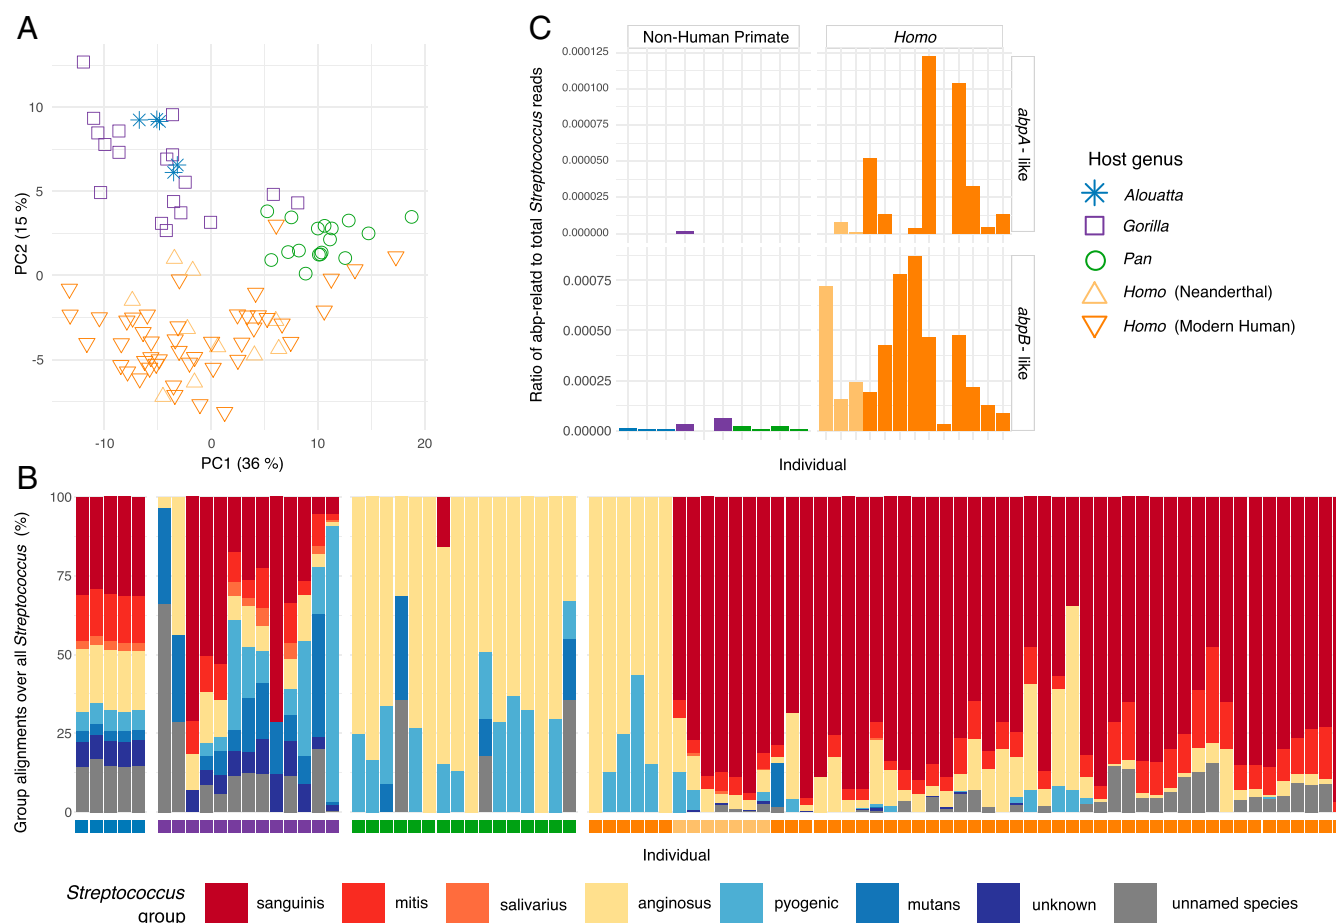 A
PC2 (15 %)
10
5
0
-5
-10
0
10
20
PC1 (36 %)
C
Non-Human Primate
Homo
Ratio of abp-relatd to total Streptococcus reads
0.000125
0.000100
0.000075
0.000050
0.000025
0.000000
abpA - like
0.00075
0.00050
0.00025
0.00000
abpB - like
Individual
Host genus
Alouatta
Gorilla
Pan
Homo (Neanderthal)
Homo (Modern Human)
B
Group alignments over all Streptococcus (%)
100
75
50
25
0
Individual
Streptococcus
group
sanguinis
mitis
salivarius
anginosus
pyogenic
mutans
unknown
unnamed species